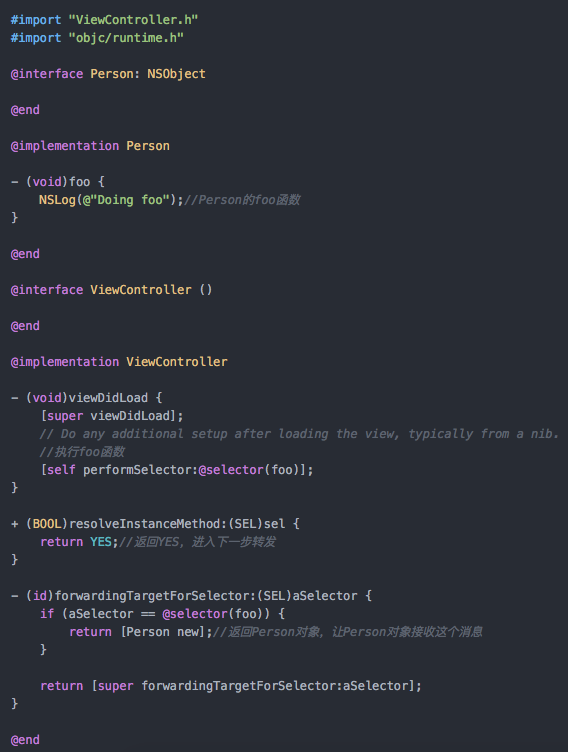 #import "ViewController.h"
#import "objc/runtime.h"
@interface Person: NSObject
@end
@implementation Person
- (void)foo {
    NSLog(@"Doing foo");//Person的foo函数
}
@end
@interface ViewController ()
@end
@implementation ViewController
- (void)viewDidLoad {
    [super viewDidLoad];
    // Do any additional setup after loading the view, typically from a nib.
    //执行foo函数
    [self performSelector:@selector(foo)];
}
+ (BOOL)resolveInstanceMethod:(SEL)sel {
    return YES;//返回YES，进入下一步转发
}
- (id)forwardingTargetForSelector:(SEL)aSelector {
    if (aSelector == @selector(foo)) {
        return [Person new];//返回Person对象，让Person对象接收这个消息
    }
    return [super forwardingTargetForSelector:aSelector];
}
@end